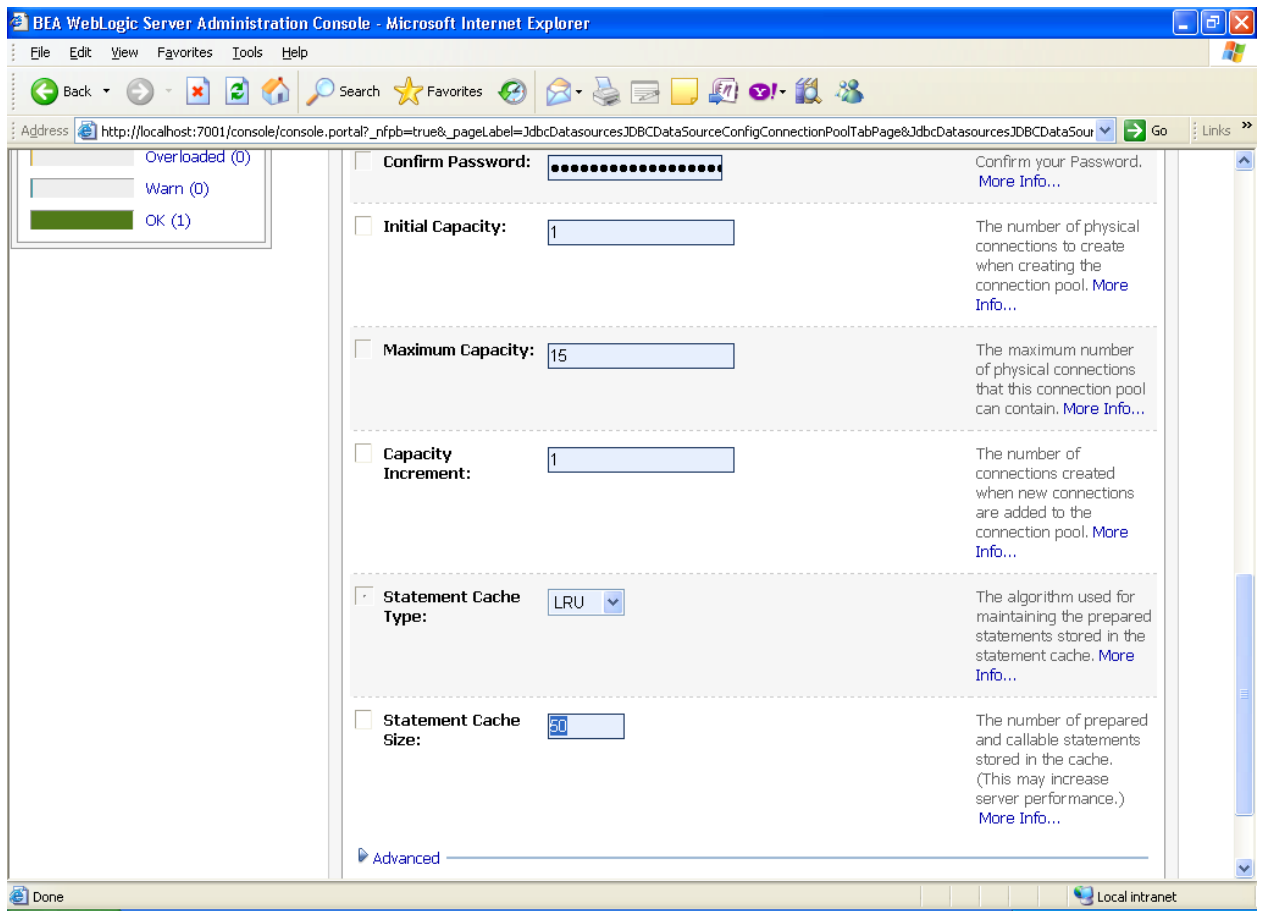 BEA WebLogic Server Administration Console - Microsoft Internet Explorer
File Edit View Favorites Tools Help
Back Search Favorites
Address http://localhost:7001/console/console.portal?_nfpb=true&_pageLabel=JdbcDatasourcesJDBCDataSourceConfigConnectionPoolTabPage&JdbcDatasourcesJDBCDataSour Go Links »
Overloaded (0)
Warn (0)
OK (1)
Confirm Password: ●●●●●●●●●●●●●●●●●●
Confirm your Password.
More Info...
Initial Capacity: 1
The number of physical
connections to create
when creating the
connection pool. More
Info...
Maximum Capacity: 15
The maximum number
of physical connections
that this connection pool
can contain. More Info...
Capacity
Increment:
1
The number of
connections created
when new connections
are added to the
connection pool. More
Info...
Statement Cache
Type:
LRU
The algorithm used for
maintaining the prepared
statements stored in the
statement cache. More
Info...
Statement Cache
Size:
50
The number of prepared
and callable statements
stored in the cache.
(This may increase
server performance.)
More Info...
Advanced
Done
Local intranet